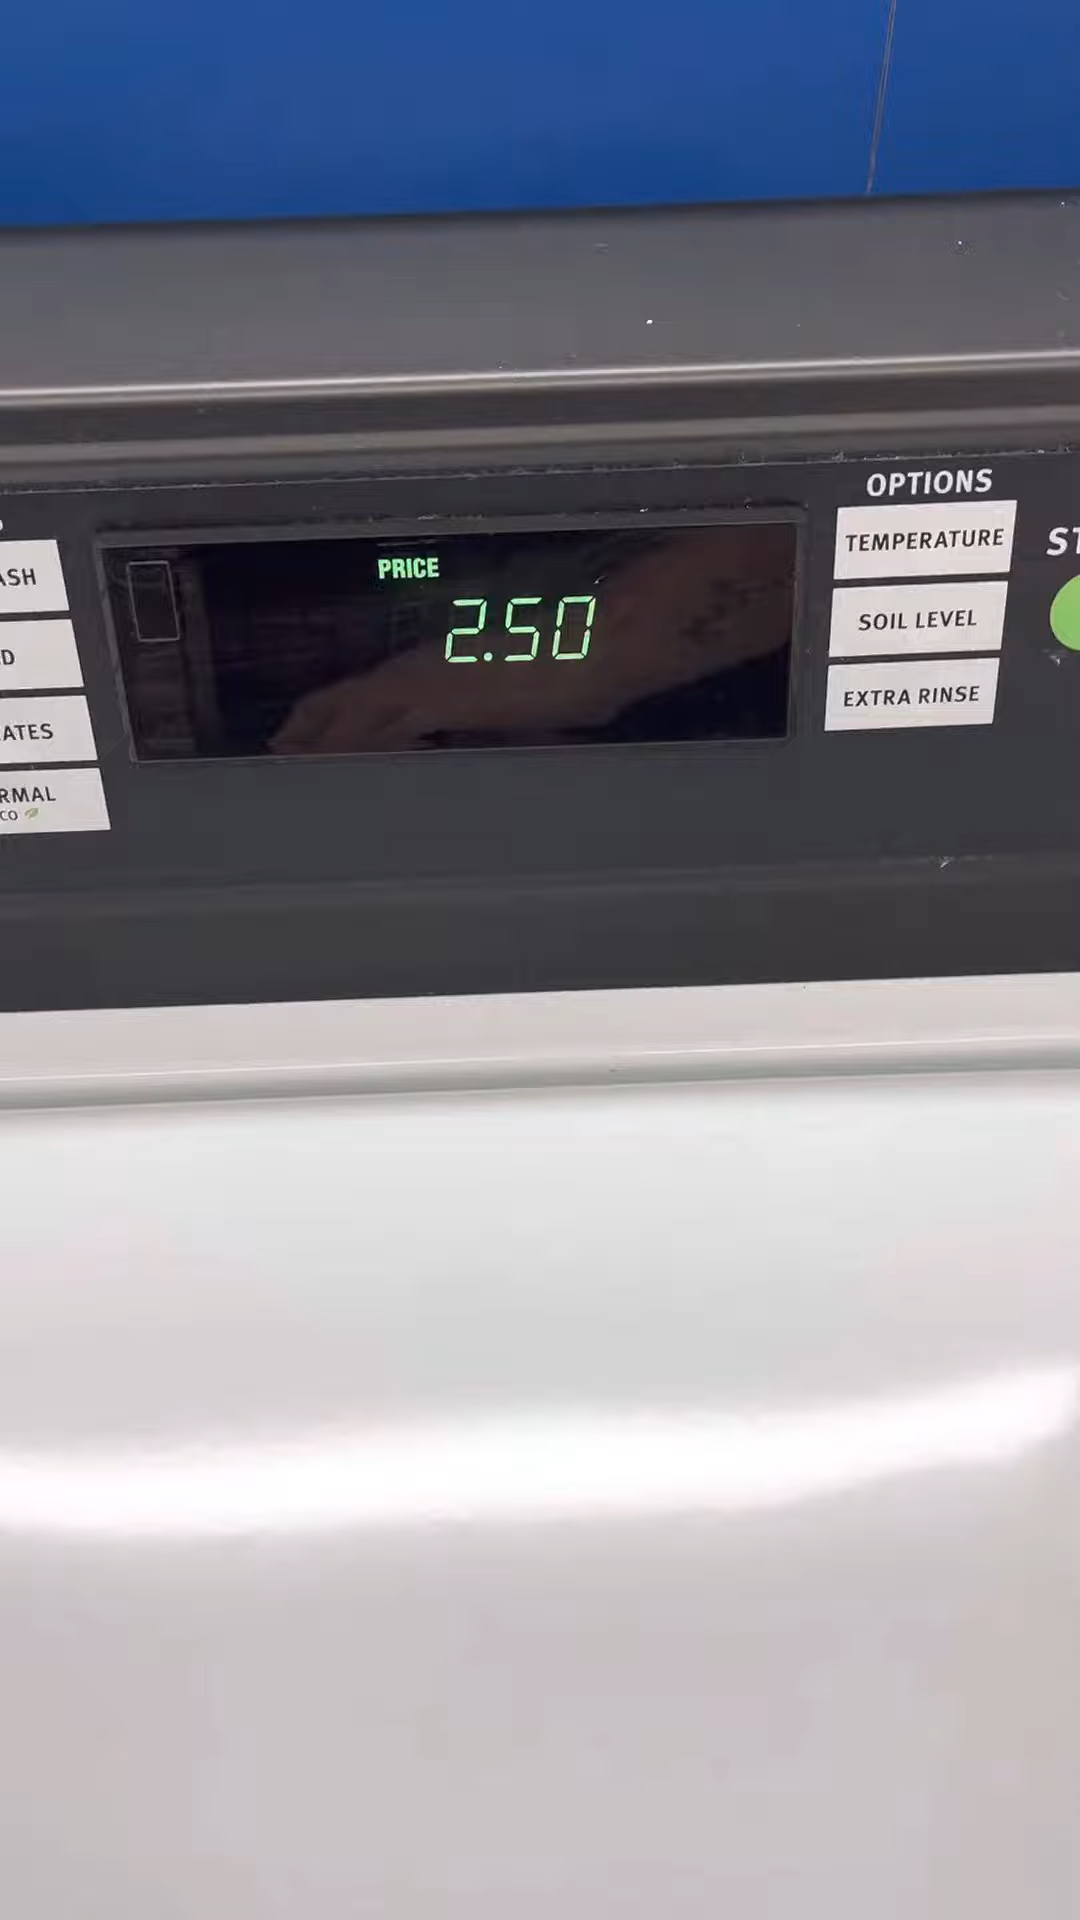 PRICE
2.50
OPTIONS
TEMPERATURE
SOIL LEVEL
EXTRA RINSE
ST
ASH
D
ATES
RMAL
CO